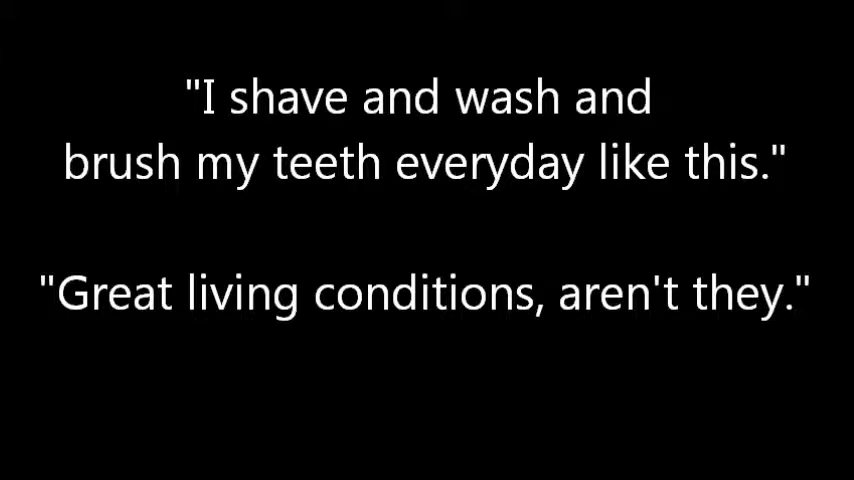 "I shave and wash and
brush my teeth everyday like this."
"Great living conditions, aren't they."